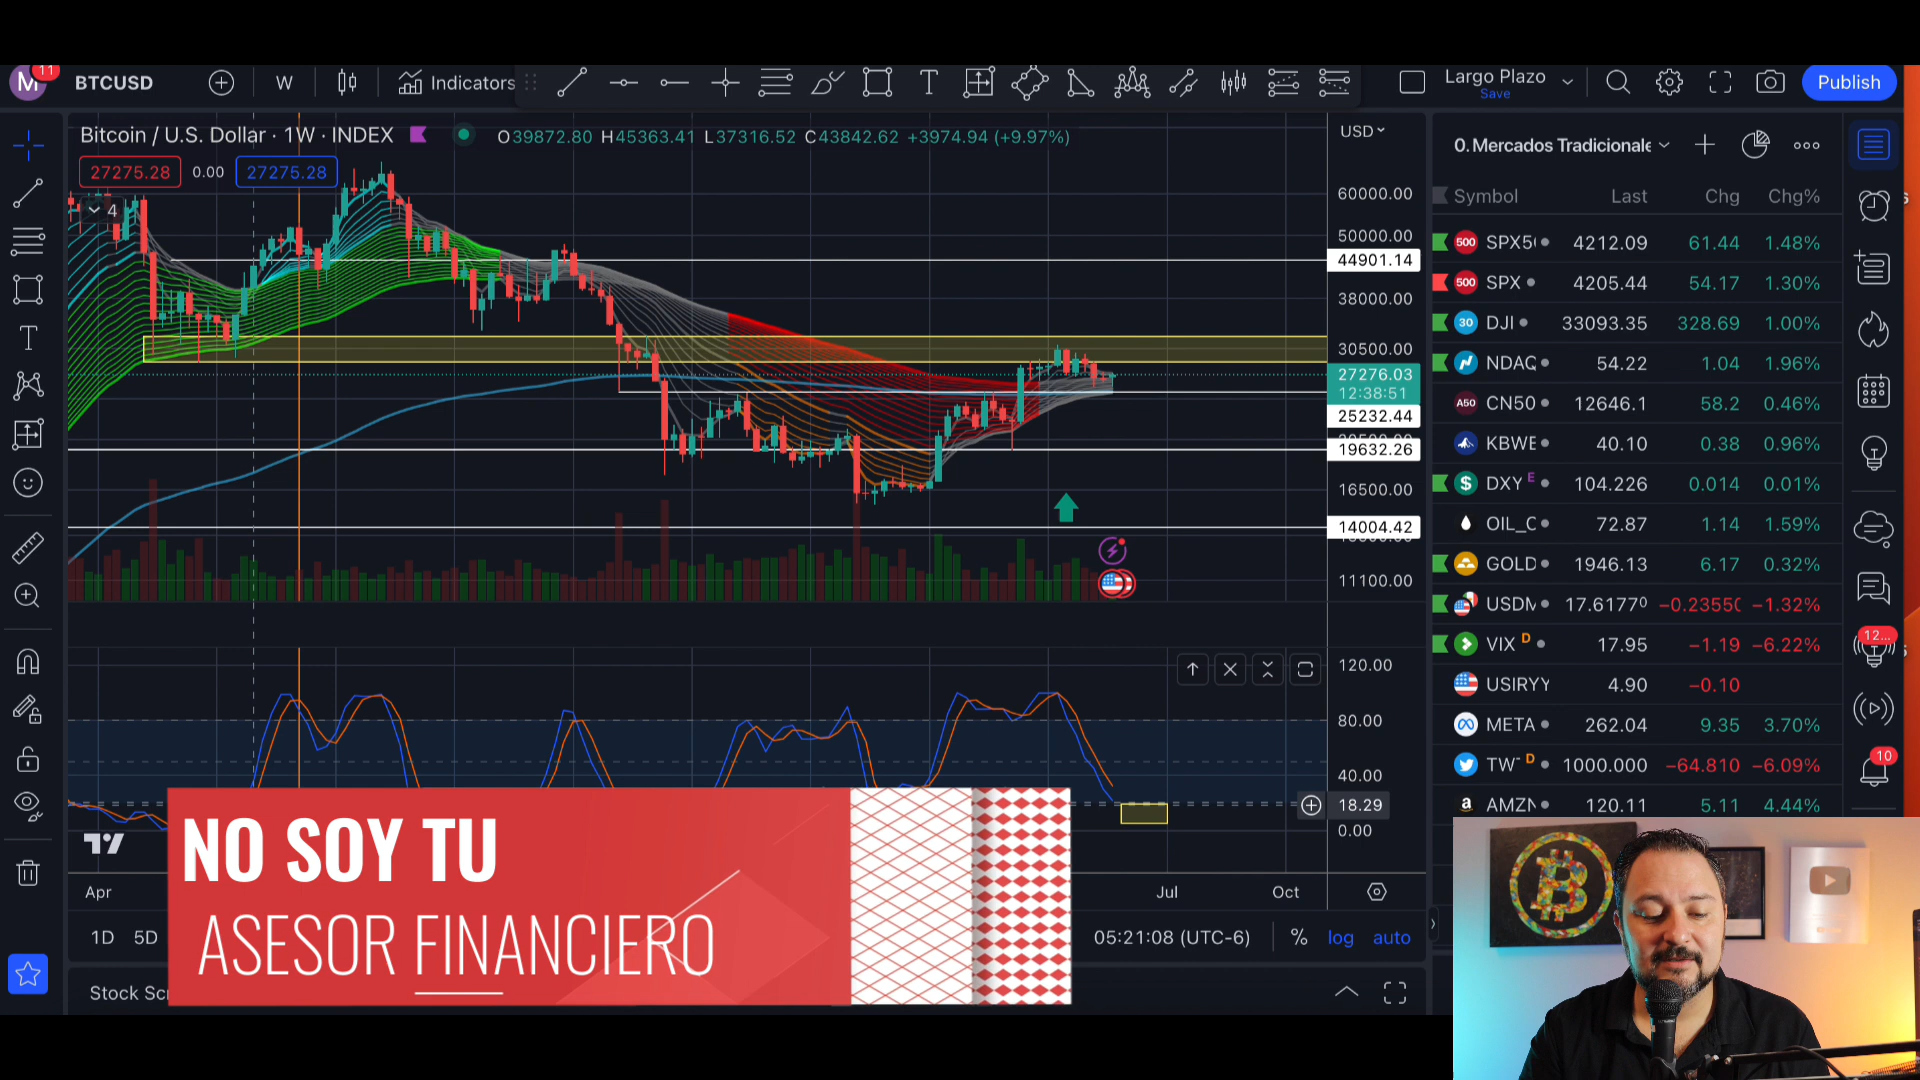 M 11 BTCUSD W Indicators Largo Plazo Save Publish
Bitcoin / U.S. Dollar · 1W · INDEX O39872.80 H45363.41 L37316.52 C43842.62 +3974.94 (+9.97%)
27275.28 0.00 27275.28
4
USD
60000.00
50000.00
44901.14
38000.00
30500.00
27276.03
12:38:51
25232.44
19632.26
16500.00
14004.42
11100.00
120.00
80.00
40.00
18.29
0.00
Apr Jul Oct
1D 5D 05:21:08 (UTC-6) % log auto
Stock Scr
NO SOY TU
ASESOR FINANCIERO
0. Mercados Tradicionale
Symbol Last Chg Chg%
500 SPX5 4212.09 61.44 1.48%
500 SPX 4205.44 54.17 1.30%
30 DJI 33093.35 328.69 1.00%
NDAQ 54.22 1.04 1.96%
A50 CN50 12646.1 58.2 0.46%
KBWE 40.10 0.38 0.96%
$ DXY E 104.226 0.014 0.01%
OIL_C 72.87 1.14 1.59%
GOLD 1946.13 6.17 0.32%
USDM 17.61770 −0.2355 −1.32%
VIX D 17.95 −1.19 −6.22%
USIRYY 4.90 −0.10
META 262.04 9.35 3.70%
TW D 1000.000 −64.810 −6.09%
AMZN 120.11 5.11 4.44%
12...
10